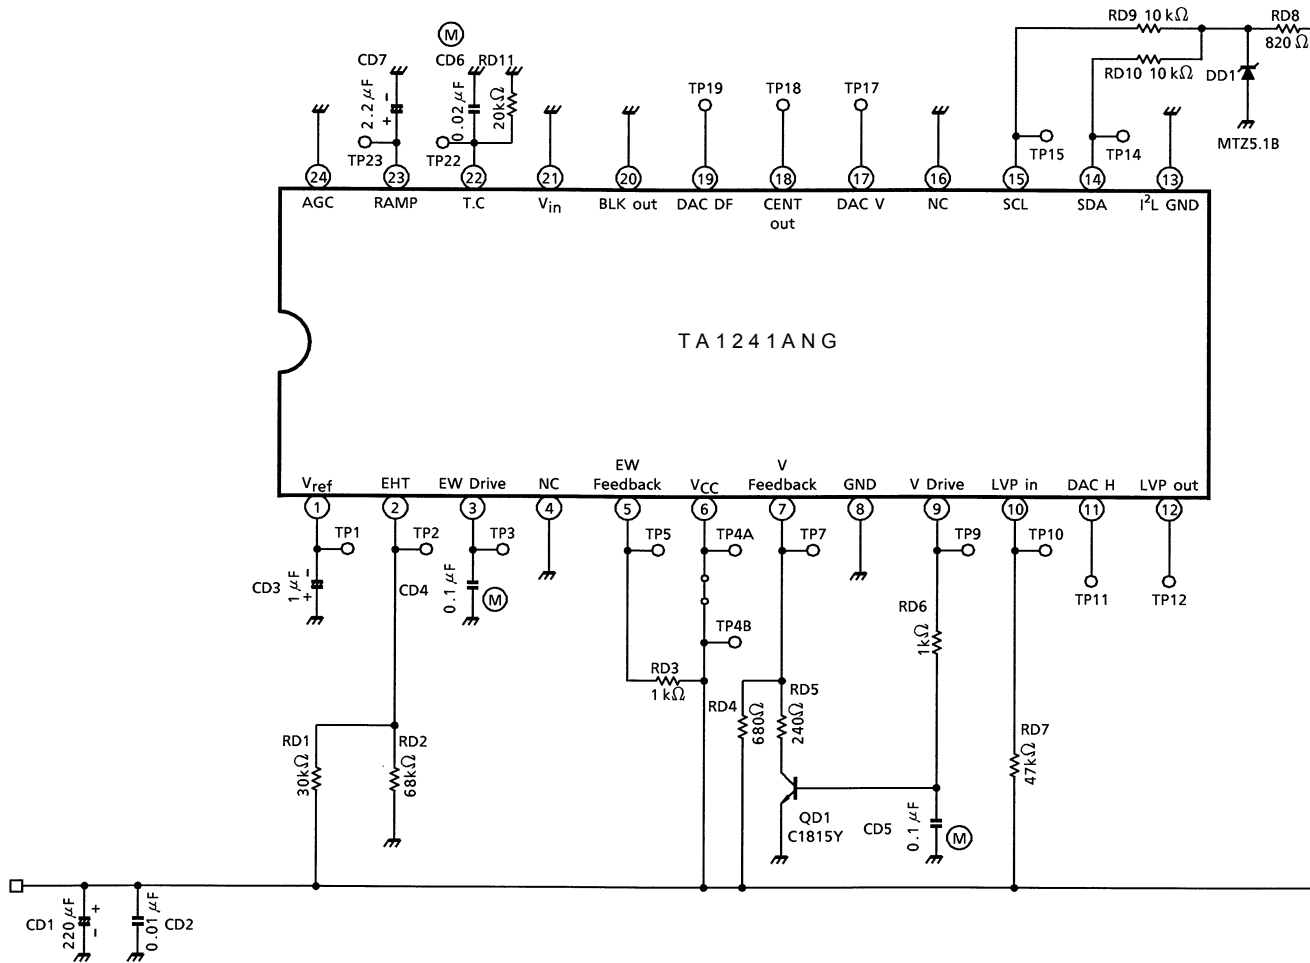 RD9 10 kΩ
RD8
820 Ω
RD10 10 kΩ
DD1
MTZ5.1B
M
CD7
CD6
RD11
2.2 μF
- +
0.02 μF
20kΩ
TP23
TP22
TP19
TP18
TP17
TP15
TP14
24 23 22 21 20 19 18 17 16 15 14 13
AGC RAMP T.C Vin BLK out DAC DF CENT out DAC V NC SCL SDA I²L GND
TA1241ANG
Vref EHT EW Drive NC EW Feedback VCC V Feedback GND V Drive LVP in DAC H LVP out
1 2 3 4 5 6 7 8 9 10 11 12
TP1
TP2
TP3
TP5
TP4A
TP7
TP9
TP10
CD3
1 μF
- +
CD4
0.1 μF
M
TP11
TP12
TP4B
RD6
1kΩ
RD3
1 kΩ
RD4
680Ω
RD5
240Ω
RD1
30kΩ
RD2
68kΩ
RD7
47kΩ
QD1
C1815Y
CD5
0.1 μF
M
CD1
220 μF
+ -
0.01 μF
CD2